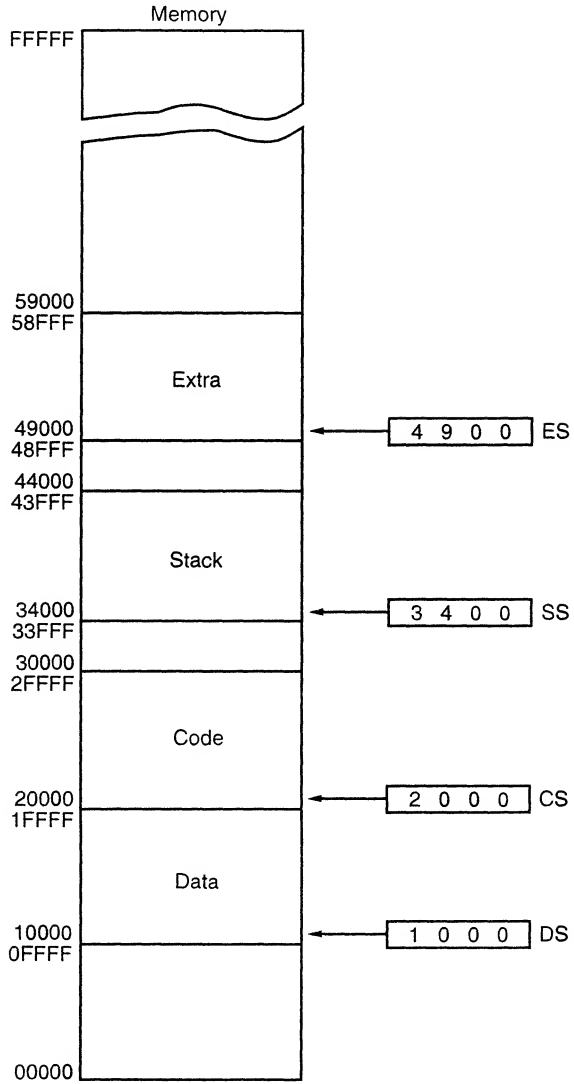 Memory
FFFFF
59000
58FFF
Extra
49000
48FFF
4 9 0 0 ES
44000
43FFF
Stack
34000
33FFF
3 4 0 0 SS
30000
2FFFF
Code
20000
1FFFF
2 0 0 0 CS
Data
10000
0FFFF
1 0 0 0 DS
00000